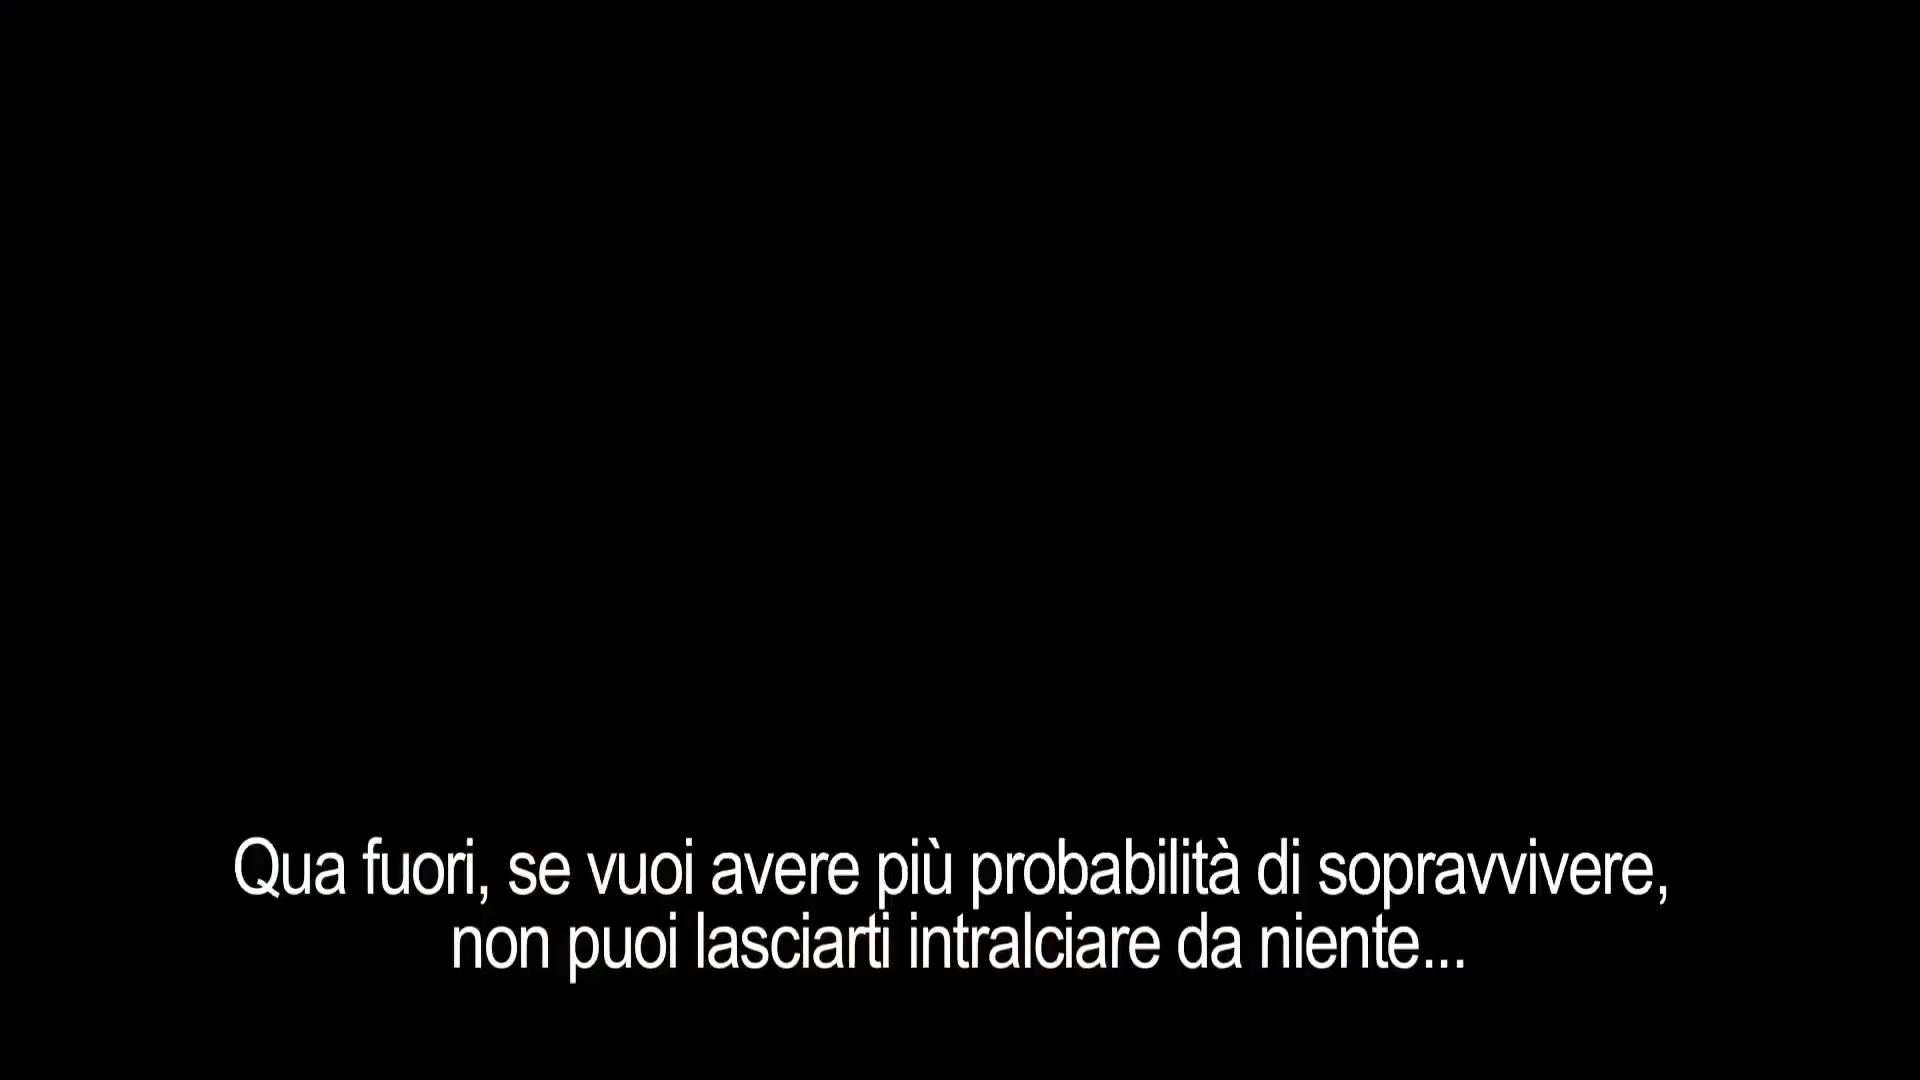 Qua fuori, se vuoi avere più probabilità di sopravvivere,
non puoi lasciarti intralciare da niente...